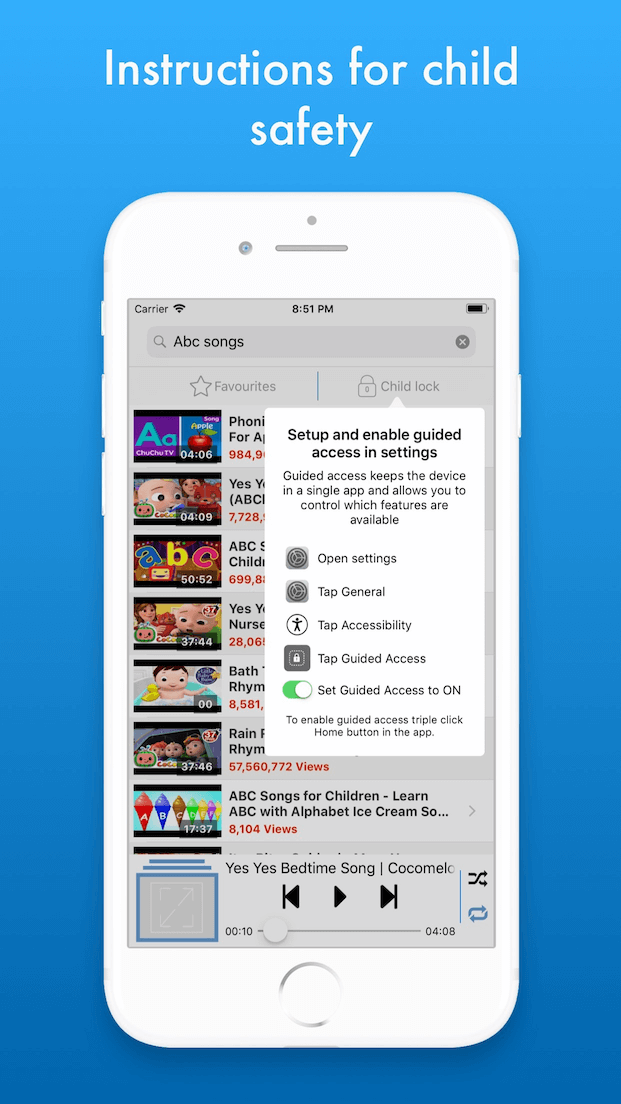 Instructions for child
safety
Carrier
8:51 PM
Abc songs
Favourites
Child lock
Setup and enable guided
access in settings
Guided access keeps the device
in a single app and allows you to
control which features are
available
Open settings
Tap General
Tap Accessibility
Tap Guided Access
Set Guided Access to ON
To enable guided access triple click
Home button in the app.
Song
Apple
Aa
ChuChu TV
04:06
Phoni
For Ap
984,9
04:09
Yes Ye
(ABC
7,728,
abc
50:52
ABC S
Childr
699,88
37
37:44
Yes Ye
Nurse
28,06
00
Bath T
Rhym
8,581,
37
37:46
Rain R
Rhym
57,560,772 Views
A B C
17:37
ABC Songs for Children - Learn
ABC with Alphabet Ice Cream So...
8,104 Views
Yes Yes Bedtime Song | Cocomelo
00:10
04:08